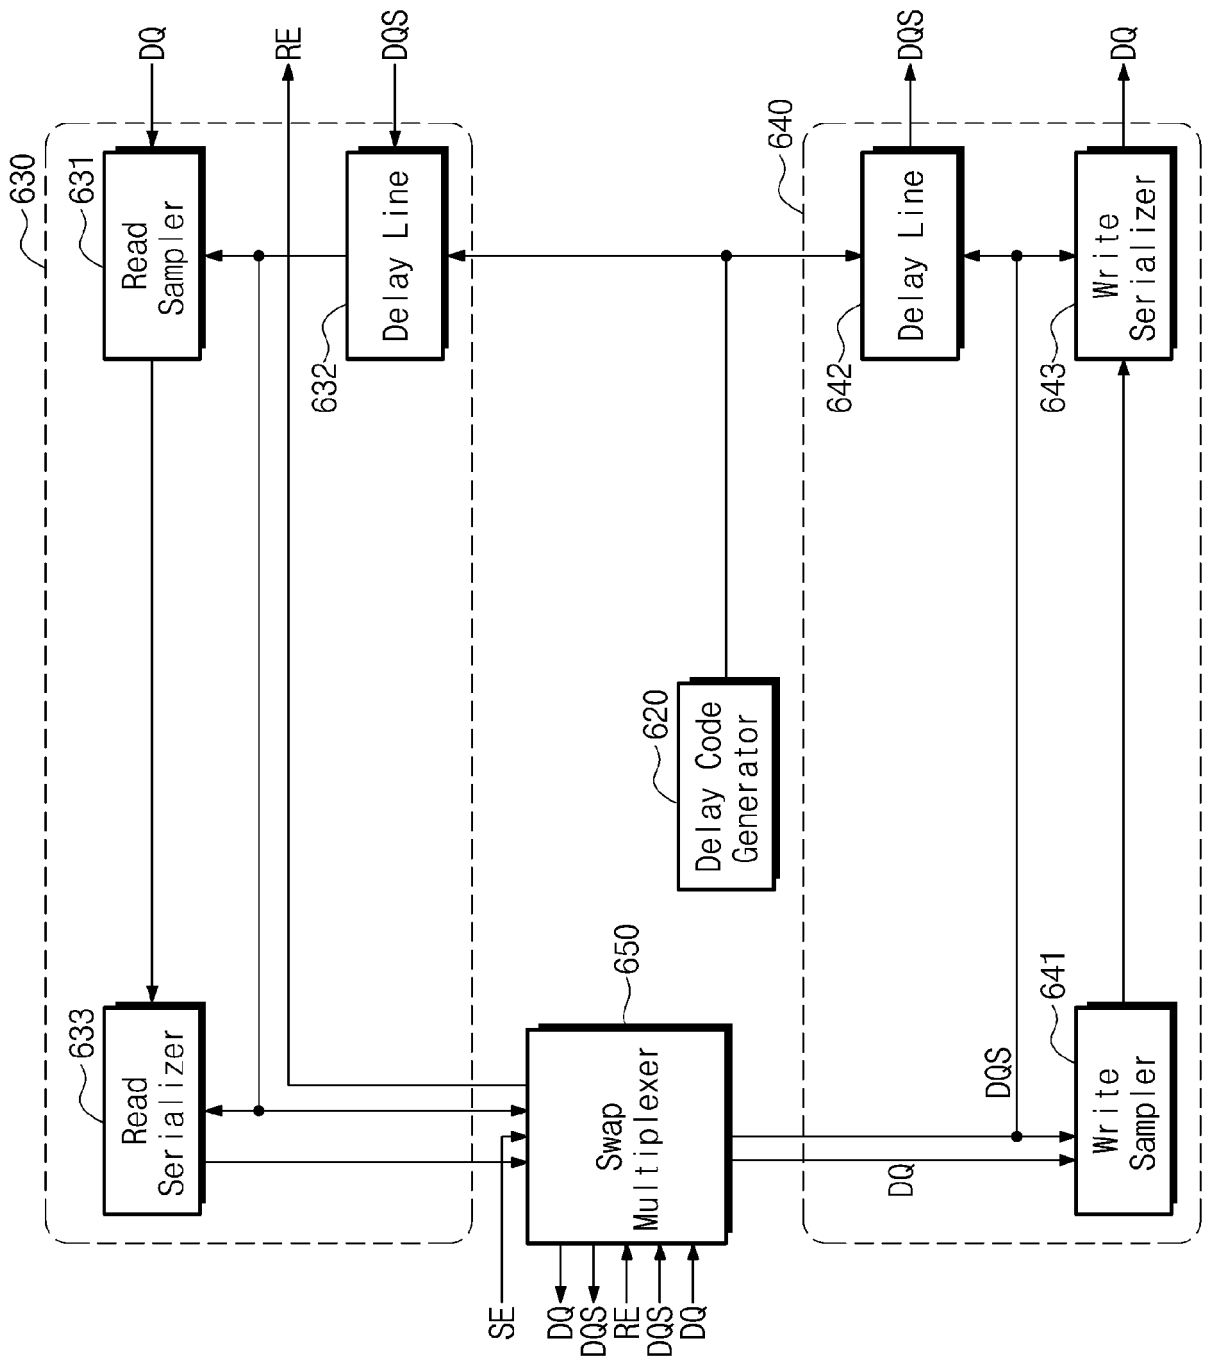 DQ
RE
DQS
DQS
DQ
630
631
Read
Sampler
632
Delay Line
640
642
Delay Line
643
Write
Serializer
620
Delay Code
Generator
633
Read
Serializer
650
Swap
Multiplexer
641
Write
Sampler
DQS
DQ
SE
DQ
DQS
RE
DQS
DQ